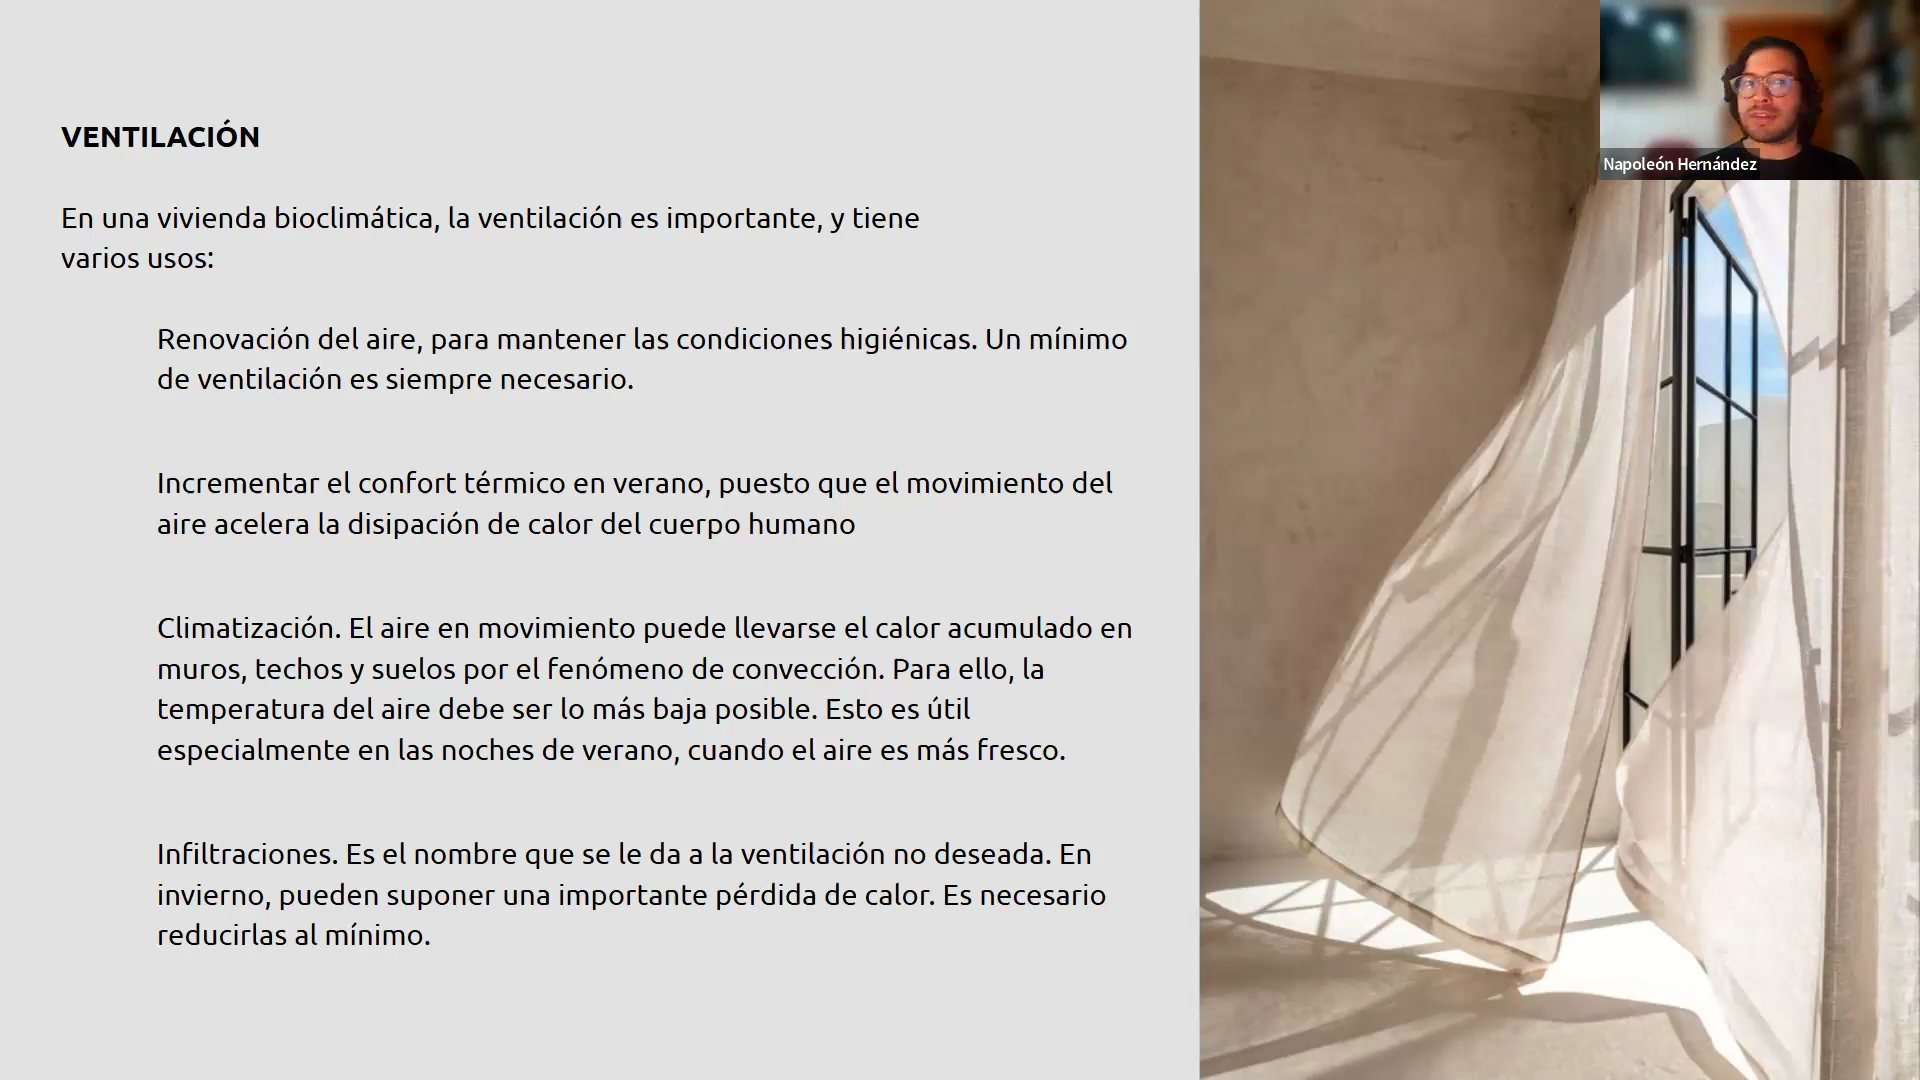 VENTILACIÓN
En una vivienda bioclimática, la ventilación es importante, y tiene
varios usos:
Renovación del aire, para mantener las condiciones higiénicas. Un mínimo
de ventilación es siempre necesario.
Incrementar el confort térmico en verano, puesto que el movimiento del
aire acelera la disipación de calor del cuerpo humano
Climatización. El aire en movimiento puede llevarse el calor acumulado en
muros, techos y suelos por el fenómeno de convección. Para ello, la
temperatura del aire debe ser lo más baja posible. Esto es útil
especialmente en las noches de verano, cuando el aire es más fresco.
Infiltraciones. Es el nombre que se le da a la ventilación no deseada. En
invierno, pueden suponer una importante pérdida de calor. Es necesario
reducirlas al mínimo.
Napoleón Hernández